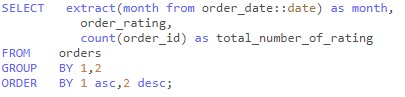 SELECT extract(month from order_date::date) as month,
order_rating,
count(order_id) as total_number_of_rating
FROM orders
GROUP BY 1,2
ORDER BY 1 asc,2 desc;